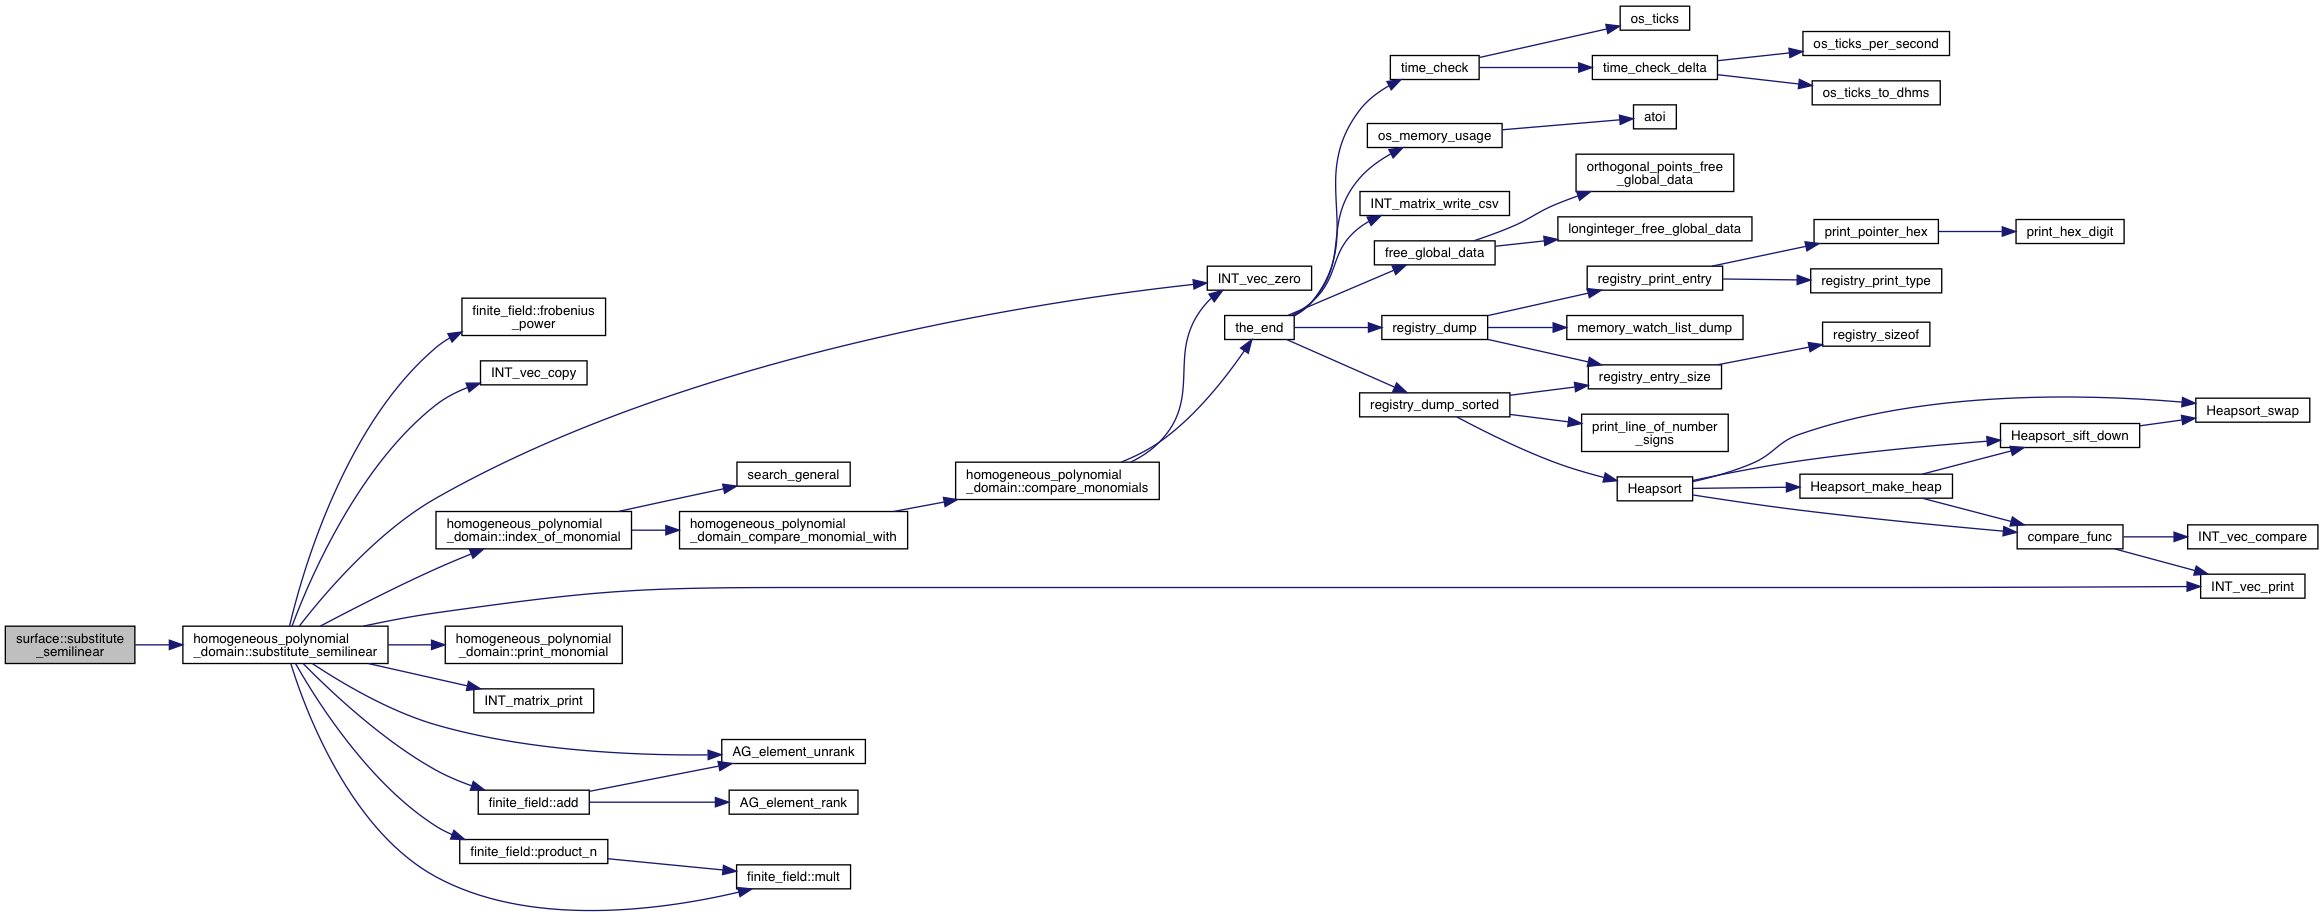 surface::substitute
_semilinear
homogeneous_polynomial
_domain::substitute_semilinear
finite_field::frobenius
_power
INT_vec_copy
homogeneous_polynomial
_domain::index_of_monomial
homogeneous_polynomial
_domain::print_monomial
INT_matrix_print
finite_field::add
finite_field::product_n
search_general
homogeneous_polynomial
_domain_compare_monomial_with
AG_element_unrank
AG_element_rank
finite_field::mult
homogeneous_polynomial
_domain::compare_monomials
INT_vec_zero
the_end
time_check
os_memory_usage
INT_matrix_write_csv
free_global_data
registry_dump
registry_dump_sorted
os_ticks
time_check_delta
atoi
orthogonal_points_free
_global_data
longinteger_free_global_data
registry_print_entry
memory_watch_list_dump
registry_entry_size
print_line_of_number
_signs
Heapsort
os_ticks_per_second
os_ticks_to_dhms
print_pointer_hex
registry_print_type
registry_sizeof
Heapsort_make_heap
print_hex_digit
Heapsort_sift_down
compare_func
Heapsort_swap
INT_vec_compare
INT_vec_print